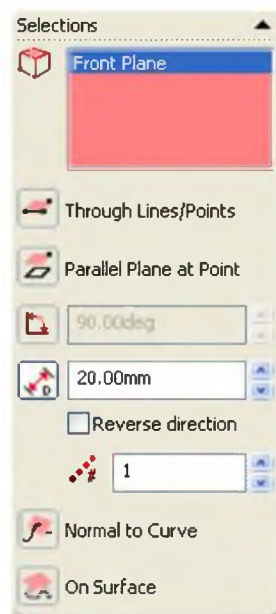 Selections
Front Plane
Through Lines/Points
Parallel Plane at Point
90.00deg
20.00mm
Reverse direction
# 1
Normal to Curve
On Surface